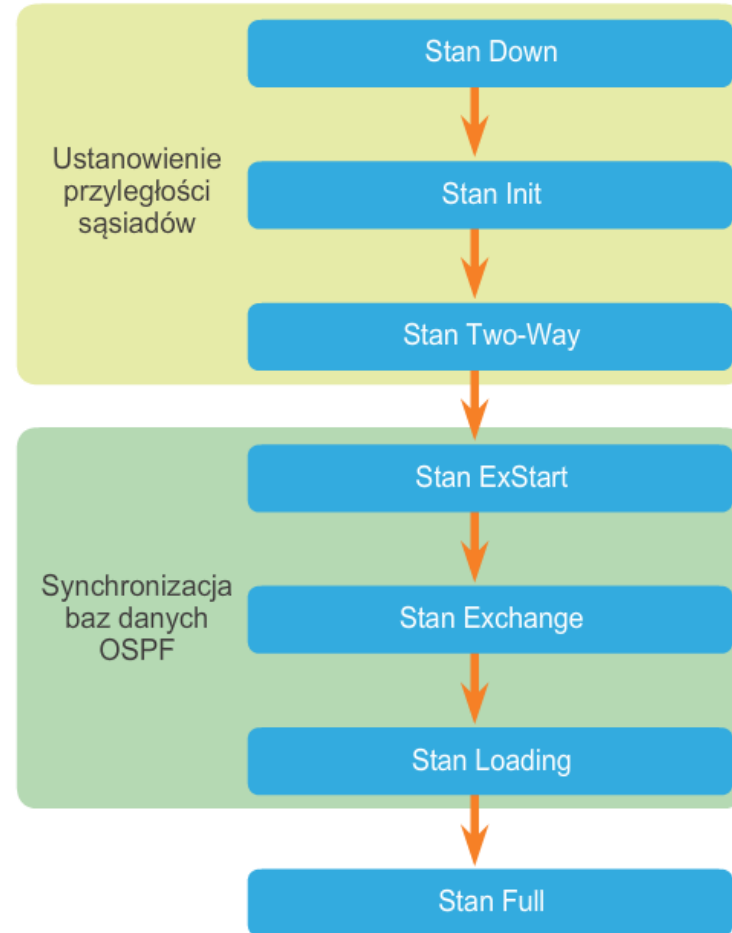 Stan Down
Ustanowienie
przyległości
sąsiadów
Stan Init
Stan Two-Way
Stan ExStart
Synchronizacja
baz danych
OSPF
Stan Exchange
Stan Loading
Stan Full